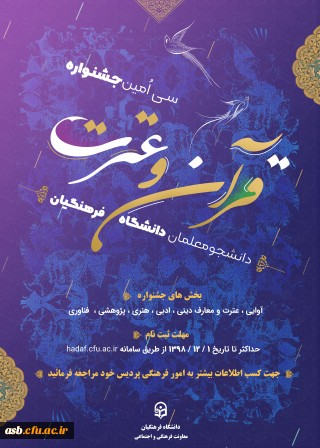 سی اُمین جشنواره
قرآن و عترت
دانشجو معلمان دانشگاه فرهنگیان
بخش های جشنواره
آوایی ، عترت و معارف دینی ، ادبی ، هنری ، پژوهشی ، فناوری
مهلت ثبت نام
حداکثر تا تاریخ ۱ / ۱۲ / ۱۳۹۸ از طریق سامانه hadaf.cfu.ac.ir
جهت کسب اطلاعات بیشتر به امور فرهنگی پردیس خود مراجعه فرمائید
دانشگاه فرهنگیان
معاونت فرهنگی و اجتماعی
asb.cfu.ac.ir